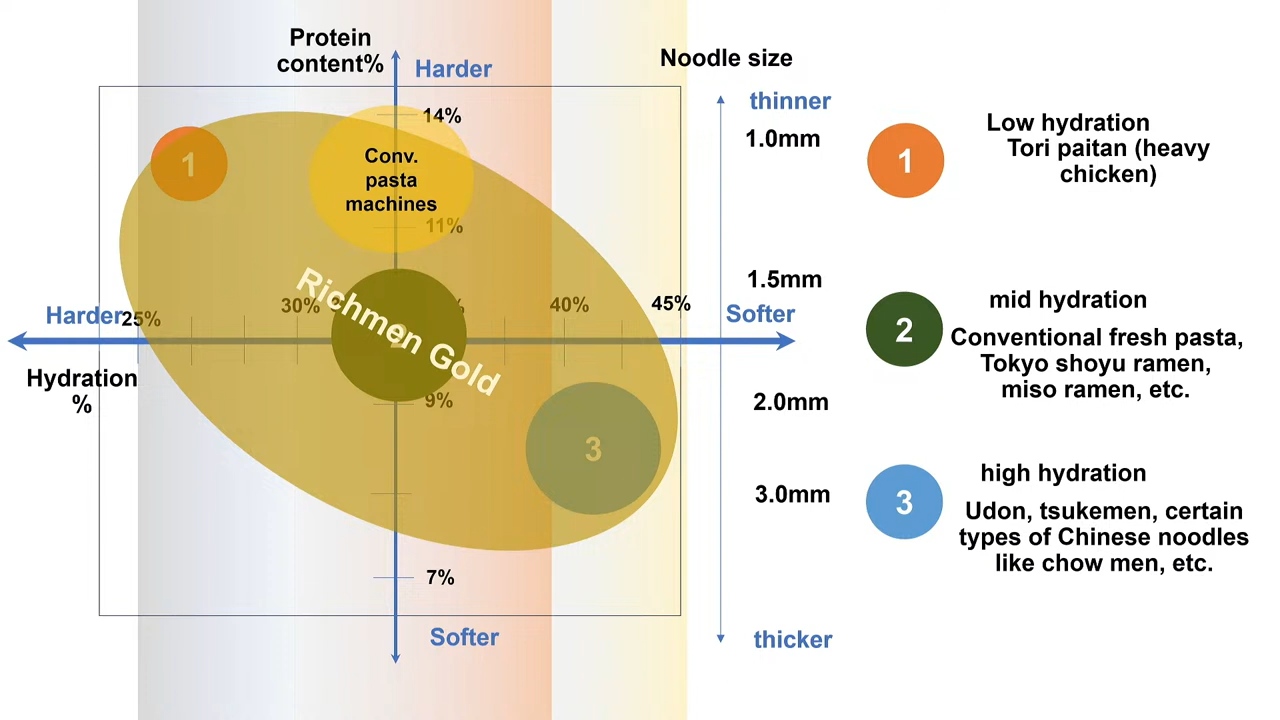 Protein
content%
Harder
Noodle size
thinner
14%
1.0mm
1
Conv.
pasta
machines
11%
1
Low hydration
Tori paitan (heavy
chicken)
1.5mm
Harder
25%
30%
40%
45%
Softer
Richmen Gold
2
mid hydration
Conventional fresh pasta,
Tokyo shoyu ramen,
miso ramen, etc.
Hydration
%
9%
2.0mm
3
3.0mm
3
high hydration
Udon, tsukemen, certain
types of Chinese noodles
like chow men, etc.
7%
Softer
thicker